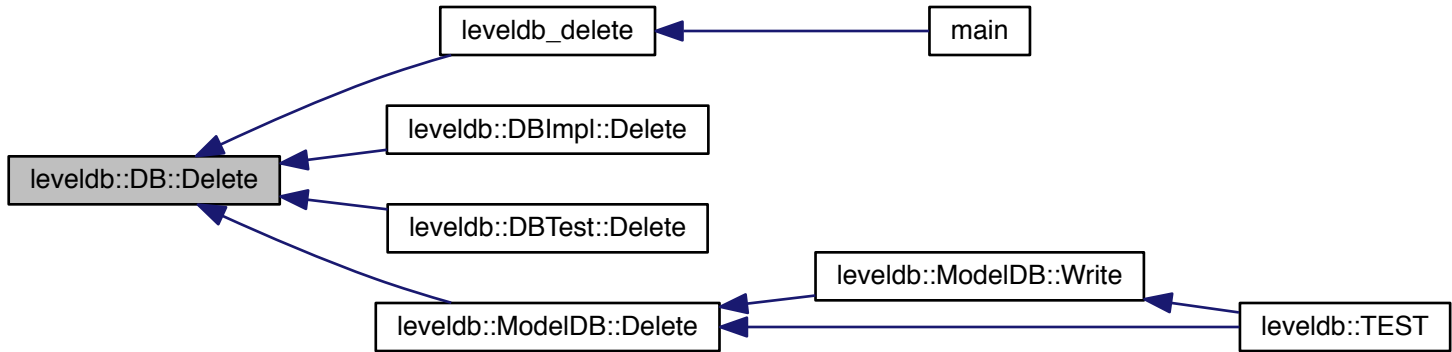 leveldb_delete
main
leveldb::DBImpl::Delete
leveldb::DB::Delete
leveldb::DBTest::Delete
leveldb::ModelDB::Write
leveldb::ModelDB::Delete
leveldb::TEST